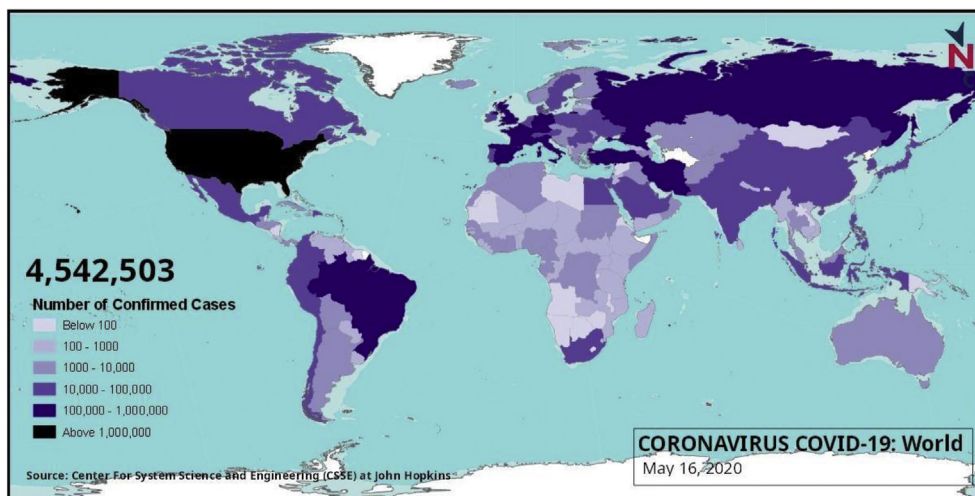 N
4,542,503
Number of Confirmed Cases
Below 100
100 - 1000
1000 - 10,000
10,000 - 100,000
100,000 - 1,000,000
Above 1,000,000
Source: Center For System Science and Engineering (CSSE) at John Hopkins
CORONAVIRUS COVID-19: World
May 16, 2020